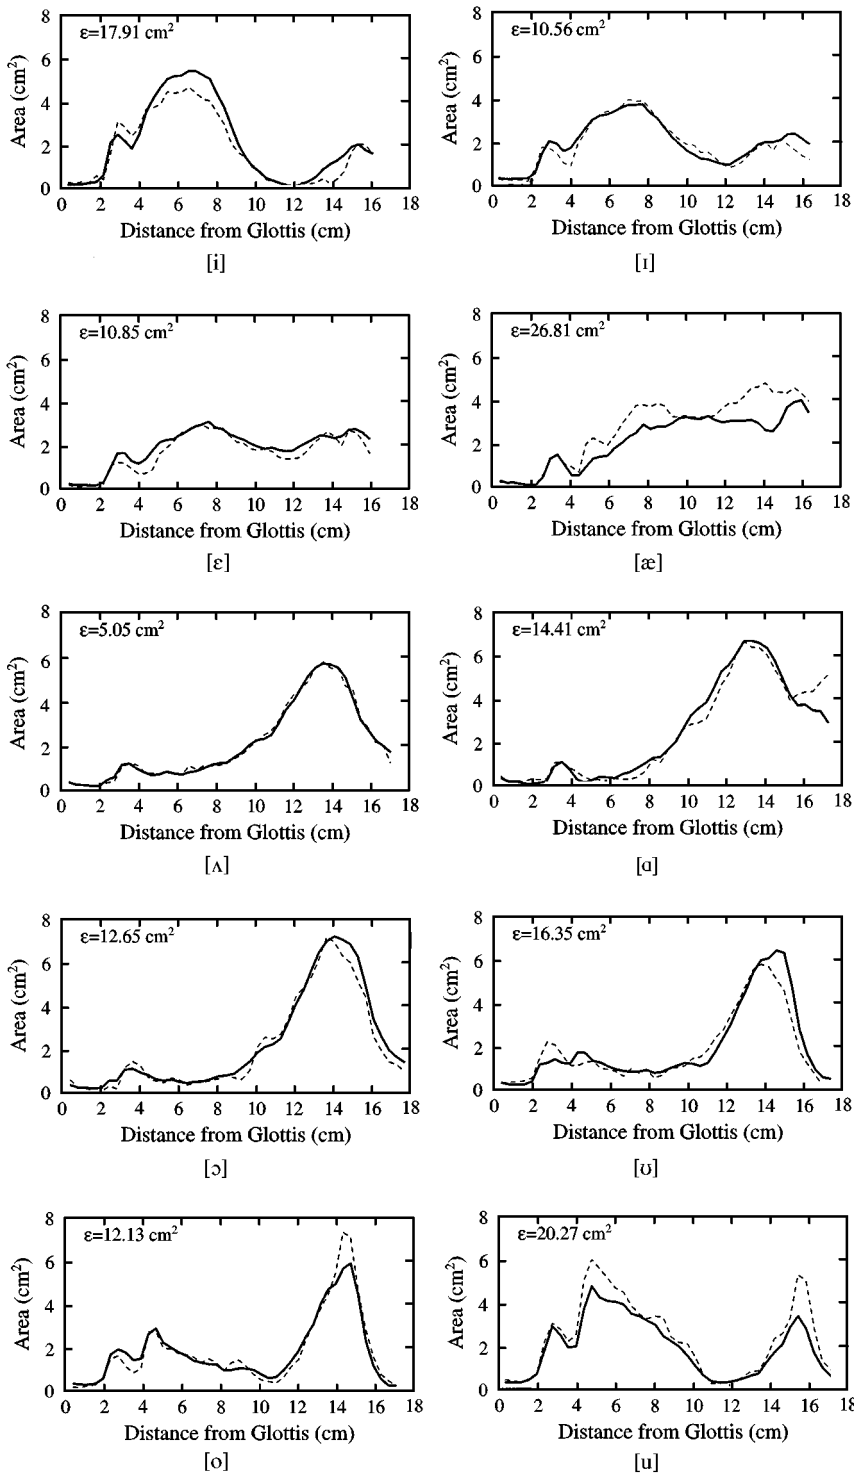 8
6
4
2
0
ε=17.91 cm²
Area (cm²)
0 2 4 6 8 10 12 14 16 18
Distance from Glottis (cm)
[i]
8
6
4
2
0
ε=10.56 cm²
Area (cm²)
0 2 4 6 8 10 12 14 16 18
Distance from Glottis (cm)
[ɪ]
8
6
4
2
0
ε=10.85 cm²
Area (cm²)
0 2 4 6 8 10 12 14 16 18
Distance from Glottis (cm)
[ɛ]
8
6
4
2
0
ε=26.81 cm²
Area (cm²)
0 2 4 6 8 10 12 14 16 18
Distance from Glottis (cm)
[æ]
8
6
4
2
0
ε=5.05 cm²
Area (cm²)
0 2 4 6 8 10 12 14 16 18
Distance from Glottis (cm)
[ʌ]
8
6
4
2
0
ε=14.41 cm²
Area (cm²)
0 2 4 6 8 10 12 14 16 18
Distance from Glottis (cm)
[ɑ]
8
6
4
2
0
ε=12.65 cm²
Area (cm²)
0 2 4 6 8 10 12 14 16 18
Distance from Glottis (cm)
[ɔ]
8
6
4
2
0
ε=16.35 cm²
Area (cm²)
0 2 4 6 8 10 12 14 16 18
Distance from Glottis (cm)
[ʊ]
8
6
4
2
0
ε=12.13 cm²
Area (cm²)
0 2 4 6 8 10 12 14 16 18
Distance from Glottis (cm)
[o]
8
6
4
2
0
ε=20.27 cm²
Area (cm²)
0 2 4 6 8 10 12 14 16 18
Distance from Glottis (cm)
[u]